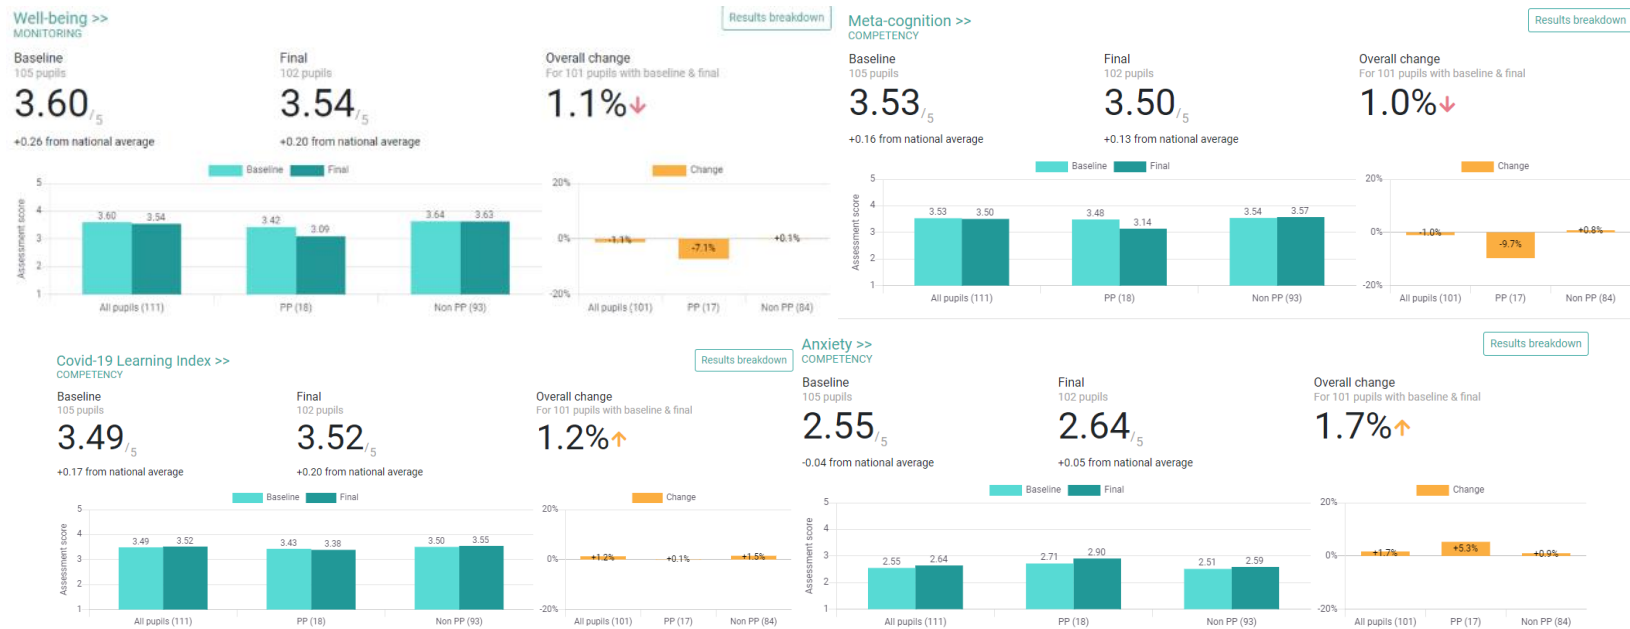 Well-being >>
MONITORING
Results breakdown
Baseline
105 pupils
3.60/5
+0.26 from national average
Final
102 pupils
3.54/5
+0.20 from national average
Overall change
For 101 pupils with baseline & final
1.1%↓
Baseline Final
Assessment score
5
4
3
2
1
3.60 3.54
3.42 3.09
3.64 3.63
All pupils (111) PP (18) Non PP (93)
Change
20%
0%
-20%
-1.1% -7.1% +0.1%
All pupils (101) PP (17) Non PP (84)
Meta-cognition >>
COMPETENCY
Results breakdown
Baseline
105 pupils
3.53/5
+0.16 from national average
Final
102 pupils
3.50/5
+0.13 from national average
Overall change
For 101 pupils with baseline & final
1.0%↓
Baseline Final
Assessment score
5
4
3
2
1
3.53 3.50
3.48 3.14
3.54 3.57
All pupils (111) PP (18) Non PP (93)
Change
20%
0%
-20%
-1.0% -9.7% +0.8%
All pupils (101) PP (17) Non PP (84)
Covid-19 Learning Index >>
COMPETENCY
Results breakdown
Baseline
105 pupils
3.49/5
+0.17 from national average
Final
102 pupils
3.52/5
+0.20 from national average
Overall change
For 101 pupils with baseline & final
1.2%↑
Baseline Final
Assessment score
5
4
3
2
1
3.49 3.52
3.43 3.38
3.50 3.55
All pupils (111) PP (18) Non PP (93)
Change
20%
0%
-20%
+1.2% +0.1% +1.5%
All pupils (101) PP (17) Non PP (84)
Anxiety >>
COMPETENCY
Results breakdown
Baseline
105 pupils
2.55/5
-0.04 from national average
Final
102 pupils
2.64/5
+0.05 from national average
Overall change
For 101 pupils with baseline & final
1.7%↑
Baseline Final
Assessment score
5
4
3
2
1
2.55 2.64
2.71 2.90
2.51 2.59
All pupils (111) PP (18) Non PP (93)
Change
20%
0%
-20%
+1.7% +5.3% +0.9%
All pupils (101) PP (17) Non PP (84)